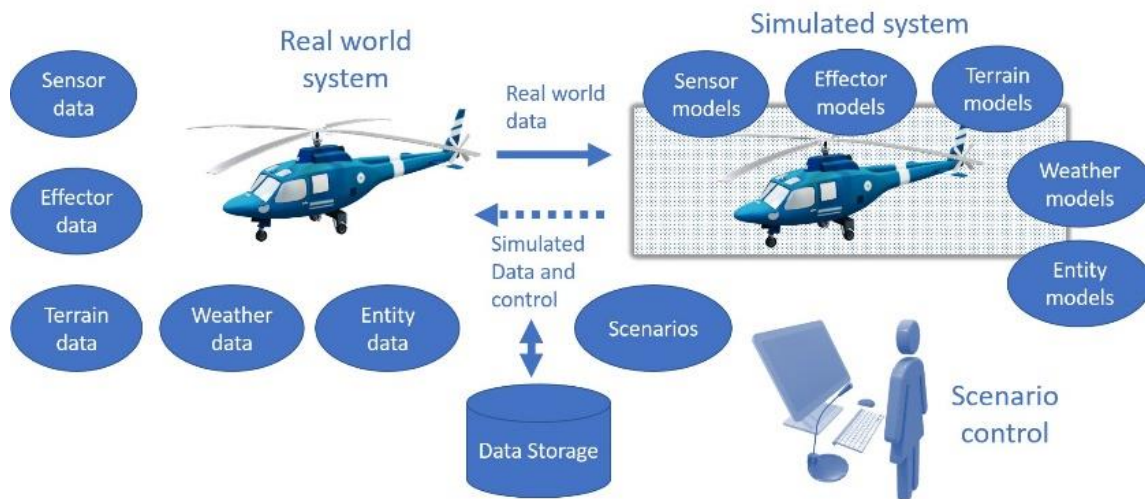 Real world
system
Simulated system
Sensor
data
Effector
data
Terrain
data
Weather
data
Entity
data
Real world
data
Simulated
Data and
control
Sensor
models
Effector
models
Terrain
models
Weather
models
Entity
models
Scenarios
Data Storage
Scenario
control